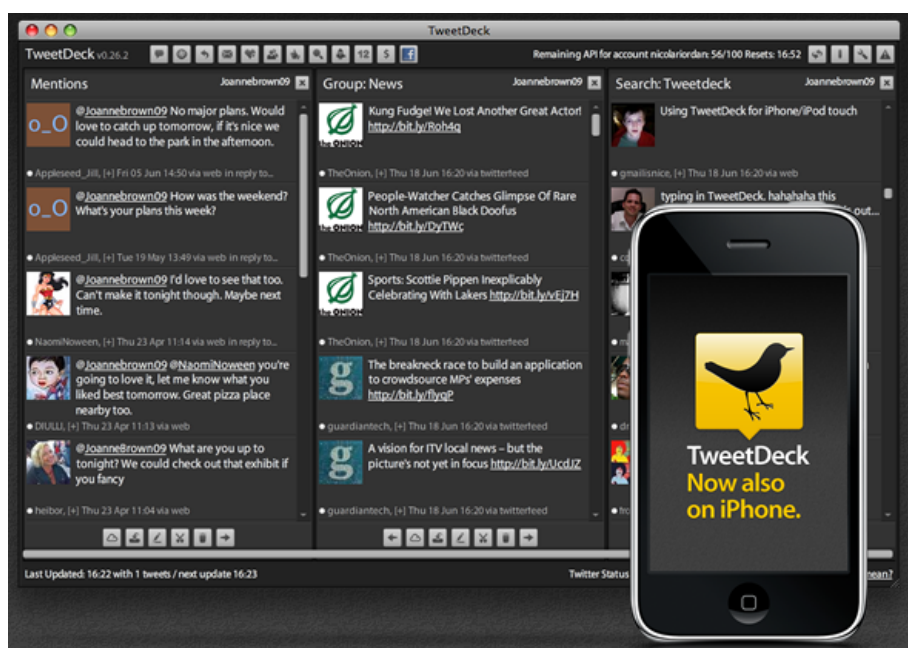 TweetDeck
TweetDeck v0.26.2
12 $ f
Remaining API for account nicolariordan: 56/100 Resets: 16:52
Mentions
Joannebrown09
o_O
@Joannebrown09 No major plans. Would
love to catch up tomorrow, if it's nice we
could head to the park in the afternoon.
Appleseed_Jill, [+] Fri 05 Jun 14:50 via web in reply to...
o_O
@Joannebrown09 How was the weekend?
What's your plans this week?
Appleseed_Jill, [+] Tue 19 May 13:49 via web in reply to...
@Joannebrown09 I'd love to see that too.
Can't make it tonight though. Maybe next
time.
NaomiNoween, [+] Thu 23 Apr 11:14 via web in reply to...
@Joannebrown09 @NaomiNoween you're
going to love it, let me know what you
liked best tomorrow. Great pizza place
nearby too.
DIULLI, [+] Thu 23 Apr 11:13 via web
@JoanneBrown09 What are you up to
tonight? We could check out that exhibit if
you fancy
heibor, [+] Thu 23 Apr 11:04 via web
Group: News
Joannebrown09
Kung Fudge! We Lost Another Great Actor!
http://bit.ly/Roh4q
the ONION
TheOnion, [+] Thu 18 Jun 16:20 via twitterfeed
People-Watcher Catches Glimpse Of Rare
North American Black Doofus
http://bit.ly/DyTWc
the ONION
TheOnion, [+] Thu 18 Jun 16:20 via twitterfeed
Sports: Scottie Pippen Inexplicably
Celebrating With Lakers http://bit.ly/vEj7H
the ONION
TheOnion, [+] Thu 18 Jun 16:20 via twitterfeed
g
The breakneck race to build an application
to crowdsource MPs' expenses
http://bit.ly/flyqP
guardiantech, [+] Thu 18 Jun 16:20 via twitterfeed
g
A vision for ITV local news – but the
picture's not yet in focus http://bit.ly/UcdJZ
guardiantech, [+] Thu 18 Jun 16:20 via twitterfeed
Search: Tweetdeck
Joannebrown09
Using TweetDeck for iPhone/iPod touch
gmailisnice, [+] Thu 18 Jun 16:20 via web
typing in TweetDeck. hahahaha this
out...
TweetDeck
Now also
on iPhone.
Last Updated: 16:22 with 1 tweets / next update 16:23
Twitter Status
mean?